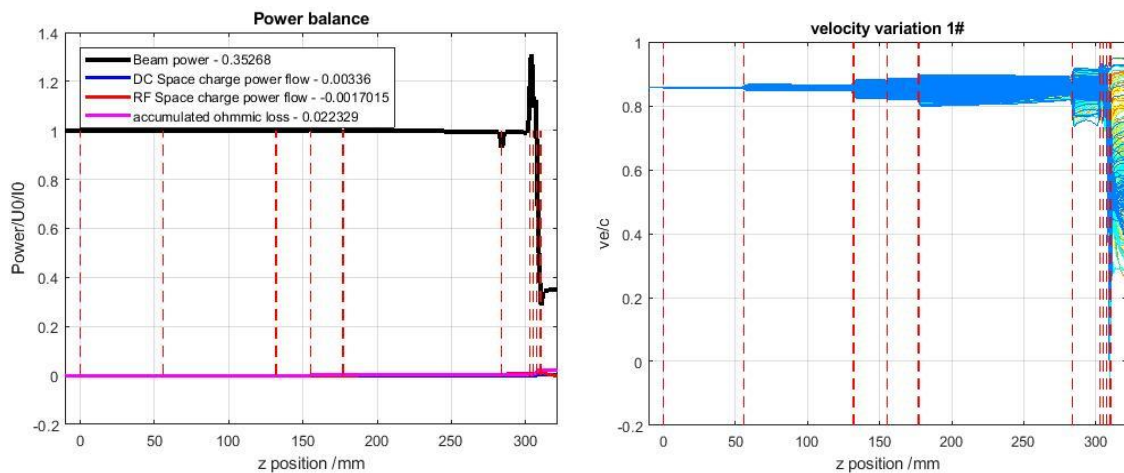 Power balance
1.4
1.2
1
0.8
0.6
0.4
0.2
0
-0.2
Power/U0/I0
Beam power - 0.35268
DC Space charge power flow - 0.00336
RF Space charge power flow - -0.0017015
accumulated ohmmic loss - 0.022329
0 50 100 150 200 250 300
z position /mm
velocity variation 1#
1
0.8
0.6
0.4
0.2
0
-0.2
ve/c
0 50 100 150 200 250 300
z position /mm